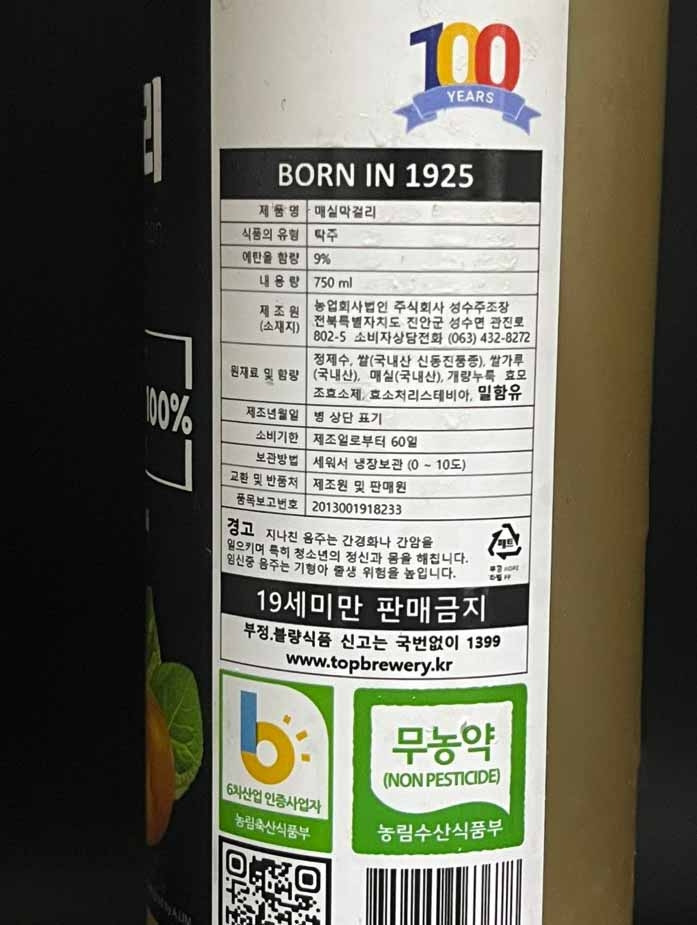 100
YEARS
리
BORN IN 1925
제 품 명 매실막걸리
식품의 유형 탁주
에탄올 함량 9%
내 용 량 750 ml
제 조 원 농업회사법인 주식회사 성수주조장
(소재지) 전북특별자치도 진안군 성수면 관진로
802-5 소비자상담전화 (063) 432-8272
정제수, 쌀(국내산 신동진품종), 쌀가루
원재료 및 함량 (국내산), 매실(국내산), 개량누룩 효모
조효소제, 효소처리스테비아, 밀함유
제조년월일 병 상단 표기
소비기한 제조일로부터 60일
보관방법 세워서 냉장보관 (0 ~ 10도)
교환 및 반품처 제조원 및 판매원
품목보고번호 2013001918233
100%
경고 지나친 음주는 간경화나 간암을
일으키며 특히 청소년의 정신과 몸을 해칩니다.
임신중 음주는 기형아 출생 위험을 높입니다.
페트
뚜껑 HDPE
라벨 PP
19세미만 판매금지
부정.불량식품 신고는 국번없이 1399
www.topbrewery.kr
6차산업 인증사업자
농림축산식품부
무농약
(NON PESTICIDE)
농림수산식품부